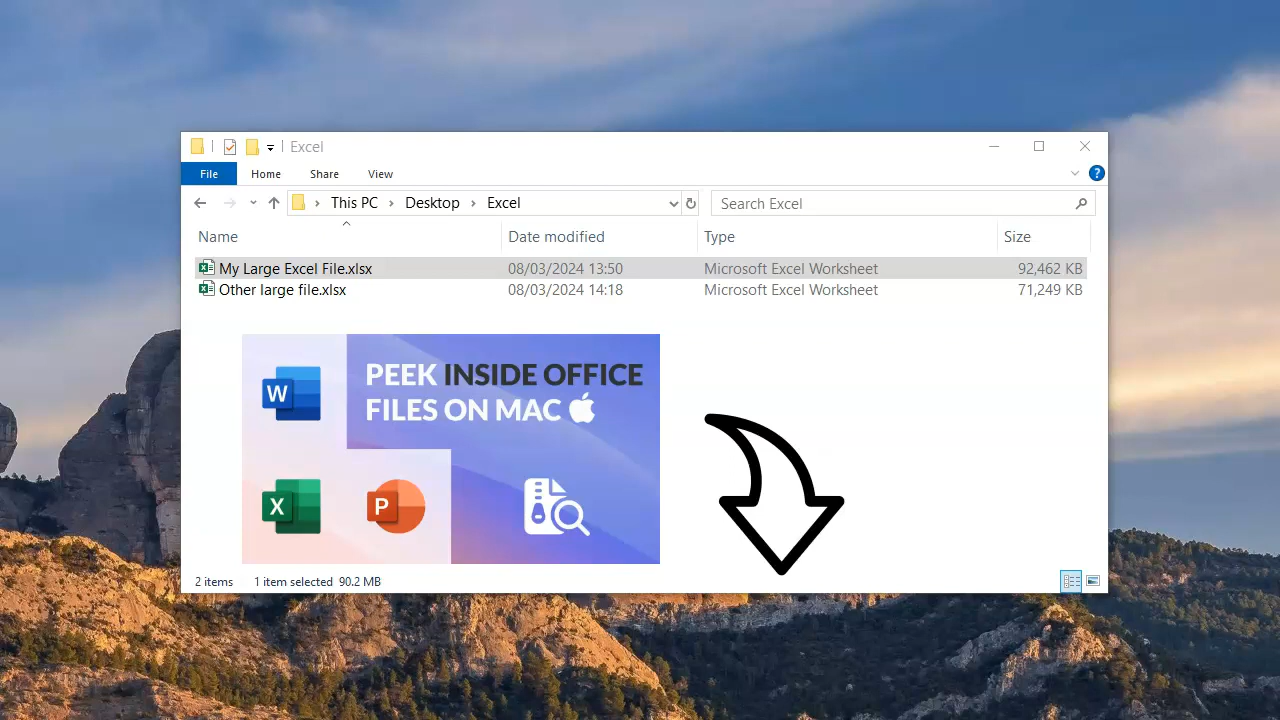 Excel
File Home Share View
This PC Desktop Excel
Search Excel
Name Date modified Type Size
My Large Excel File.xlsx 08/03/2024 13:50 Microsoft Excel Worksheet 92,462 KB
Other large file.xlsx 08/03/2024 14:18 Microsoft Excel Worksheet 71,249 KB
W
PEEK INSIDE OFFICE
FILES ON MAC
X
P
2 items 1 item selected 90.2 MB